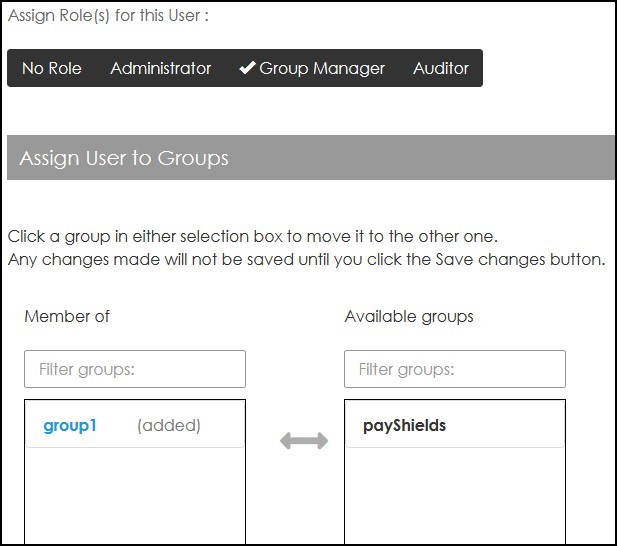 Assign Role(s) for this User :
No Role Administrator ✔ Group Manager Auditor
Assign User to Groups
Click a group in either selection box to move it to the other one.
Any changes made will not be saved until you click the Save changes button.
Member of Available groups
Filter groups: Filter groups:
group1 (added) payShields